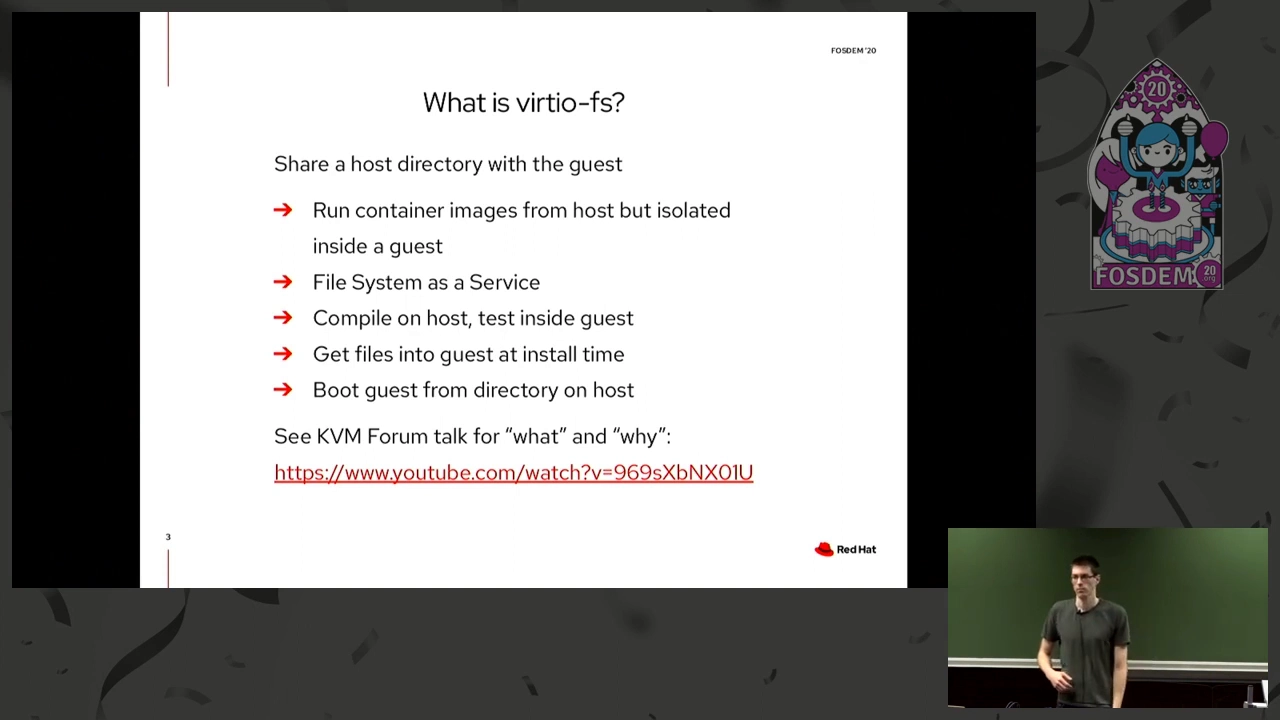 FOSDEM '20
What is virtio-fs?
Share a host directory with the guest
➔ Run container images from host but isolated
inside a guest
➔ File System as a Service
➔ Compile on host, test inside guest
➔ Get files into guest at install time
➔ Boot guest from directory on host
See KVM Forum talk for “what” and “why”:
https://www.youtube.com/watch?v=969sXbNX01U
3
Red Hat
20
FOSDEM
20
.org